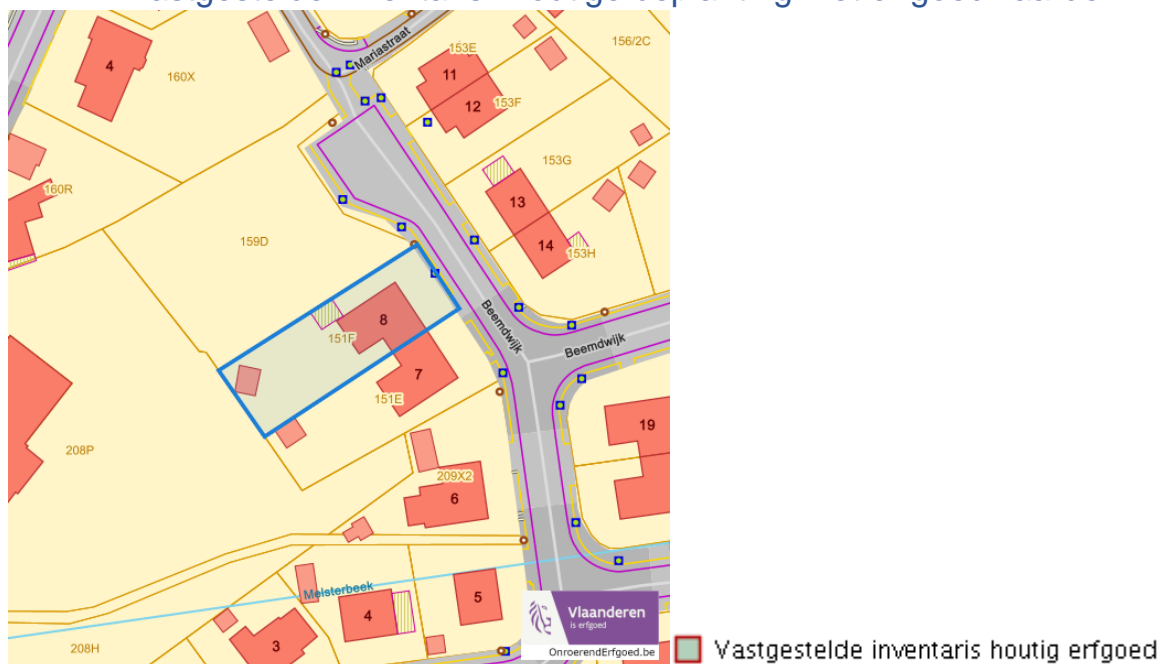 Mariastraat
153E
156/2C
4
160X
11
12
153F
153G
160R
13
14
153H
159D
8
151F
Beemdwijk
Beemdwijk
7
151E
19
208P
209X2
6
Meisterbeek
4
5
3
208H
Vlaanderen
is erfgoed
OnroerendErfgoed.be
Vastgestelde inventaris houtig erfgoed